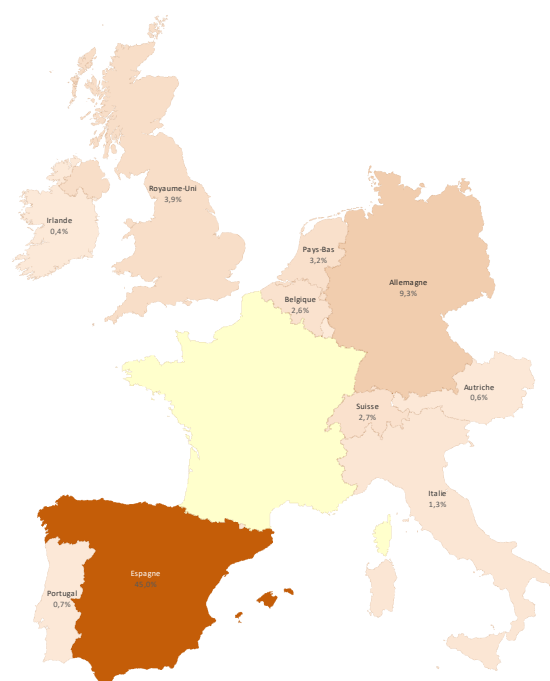 Royaume-Uni
3,9%
Irlande
0,4%
Pays-Bas
3,2%
Allemagne
9,3%
Belgique
2,6%
Autriche
0,6%
Suisse
2,7%
Italie
1,3%
Espagne
Portugal
0,7%